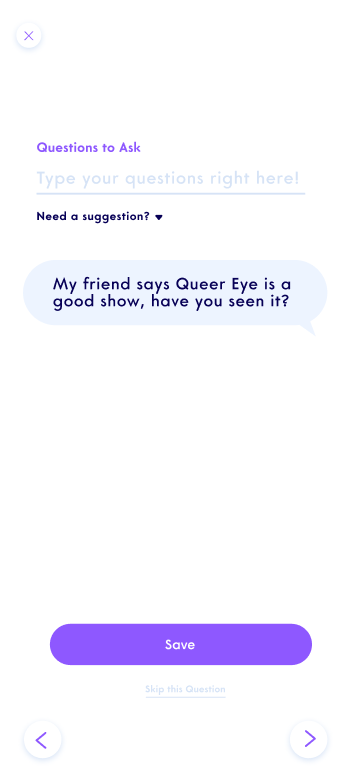 Questions to Ask
Type your questions right here!
Need a suggestion?
My friend says Queer Eye is a
good show, have you seen it?
Save
Skip this Question